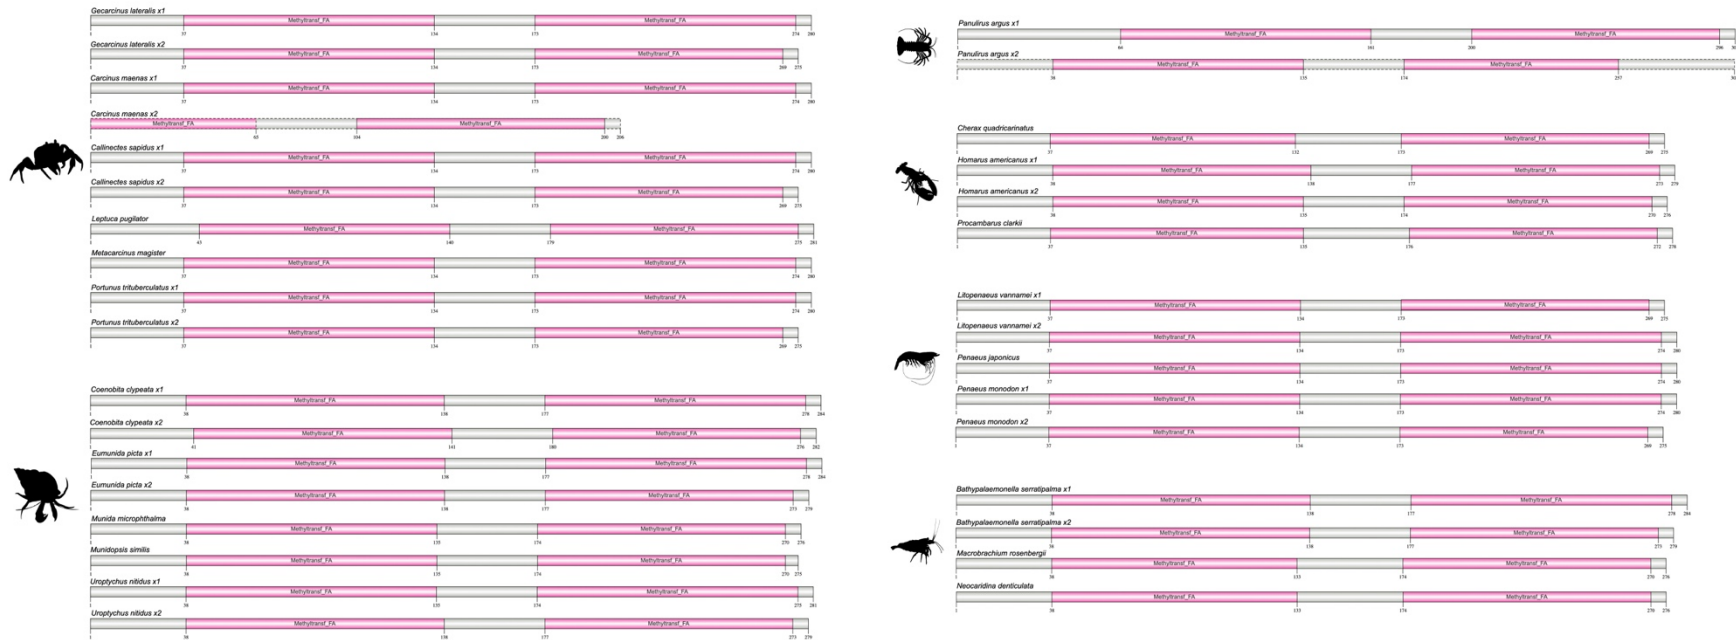 Gecarcinus lateralis x1
Methyltransf_FA Methyltransf_FA
1 37 134 173 274 280
Gecarcinus lateralis x2
Methyltransf_FA Methyltransf_FA
1 37 134 173 269 275
Carcinus maenas x1
Methyltransf_FA Methyltransf_FA
1 37 134 173 274 280
Carcinus maenas x2
Methyltransf_FA Methyltransf_FA
1 65 104 200 206
Callinectes sapidus x1
Methyltransf_FA Methyltransf_FA
1 37 134 173 274 280
Callinectes sapidus x2
Methyltransf_FA Methyltransf_FA
1 37 134 173 269 275
Leptuca pugilator
Methyltransf_FA Methyltransf_FA
1 43 140 179 275 281
Metacarcinus magister
Methyltransf_FA Methyltransf_FA
1 37 134 173 274 280
Portunus trituberculatus x1
Methyltransf_FA Methyltransf_FA
1 37 134 173 274 280
Portunus trituberculatus x2
Methyltransf_FA Methyltransf_FA
1 37 134 173 269 275
Coenobita clypeata x1
Methyltransf_FA Methyltransf_FA
1 38 138 177 278 284
Coenobita clypeata x2
Methyltransf_FA Methyltransf_FA
1 41 141 180 276 282
Eumunida picta x1
Methyltransf_FA Methyltransf_FA
1 38 138 177 278 284
Eumunida picta x2
Methyltransf_FA Methyltransf_FA
1 38 138 177 273 279
Munida microphthalma
Methyltransf_FA Methyltransf_FA
1 38 135 174 270 276
Munidopsis similis
Methyltransf_FA Methyltransf_FA
1 38 135 174 270 275
Uroptychus nitidus x1
Methyltransf_FA Methyltransf_FA
1 38 135 174 275 281
Uroptychus nitidus x2
Methyltransf_FA Methyltransf_FA
1 38 138 177 273 279
Panulirus argus x1
Methyltransf_FA Methyltransf_FA
1 64 161 200 296
Panulirus argus x2
Methyltransf_FA Methyltransf_FA
1 38 135 174 257
Cherax quadricarinatus
Methyltransf_FA Methyltransf_FA
1 37 132 173 269 275
Homarus americanus x1
Methyltransf_FA Methyltransf_FA
1 38 138 177 273 279
Homarus americanus x2
Methyltransf_FA Methyltransf_FA
1 38 135 174 270 276
Procambarus clarkii
Methyltransf_FA Methyltransf_FA
1 37 135 176 272 278
Litopenaeus vannamei x1
Methyltransf_FA Methyltransf_FA
1 37 134 173 269 275
Litopenaeus vannamei x2
Methyltransf_FA Methyltransf_FA
1 37 134 173 274 280
Penaeus japonicus
Methyltransf_FA Methyltransf_FA
1 37 134 173 274 280
Penaeus monodon x1
Methyltransf_FA Methyltransf_FA
1 37 134 173 274 280
Penaeus monodon x2
Methyltransf_FA Methyltransf_FA
1 37 134 173 269 275
Bathypalaemonella serratipalma x1
Methyltransf_FA Methyltransf_FA
1 38 138 177 278 284
Bathypalaemonella serratipalma x2
Methyltransf_FA Methyltransf_FA
1 38 138 177 273 279
Macrobrachium rosenbergii
Methyltransf_FA Methyltransf_FA
1 38 133 174 270 276
Neocaridina denticulata
Methyltransf_FA Methyltransf_FA
1 38 133 174 270 276